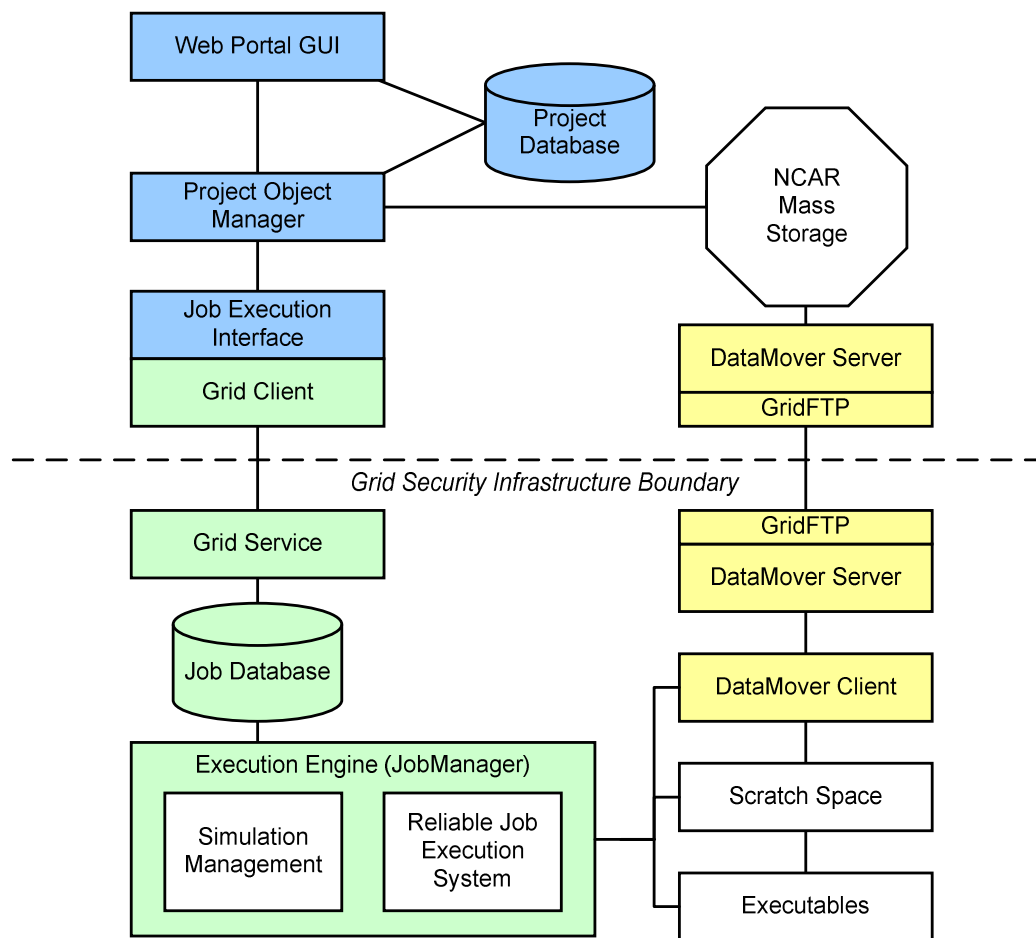 Web Portal GUI
Project
Database
Project Object
Manager
NCAR
Mass
Storage
Job Execution
Interface
Grid Client
DataMover Server
GridFTP
Grid Security Infrastructure Boundary
Grid Service
GridFTP
DataMover Server
Job Database
DataMover Client
Execution Engine (JobManager)
Simulation
Management
Reliable Job
Execution
System
Scratch Space
Executables